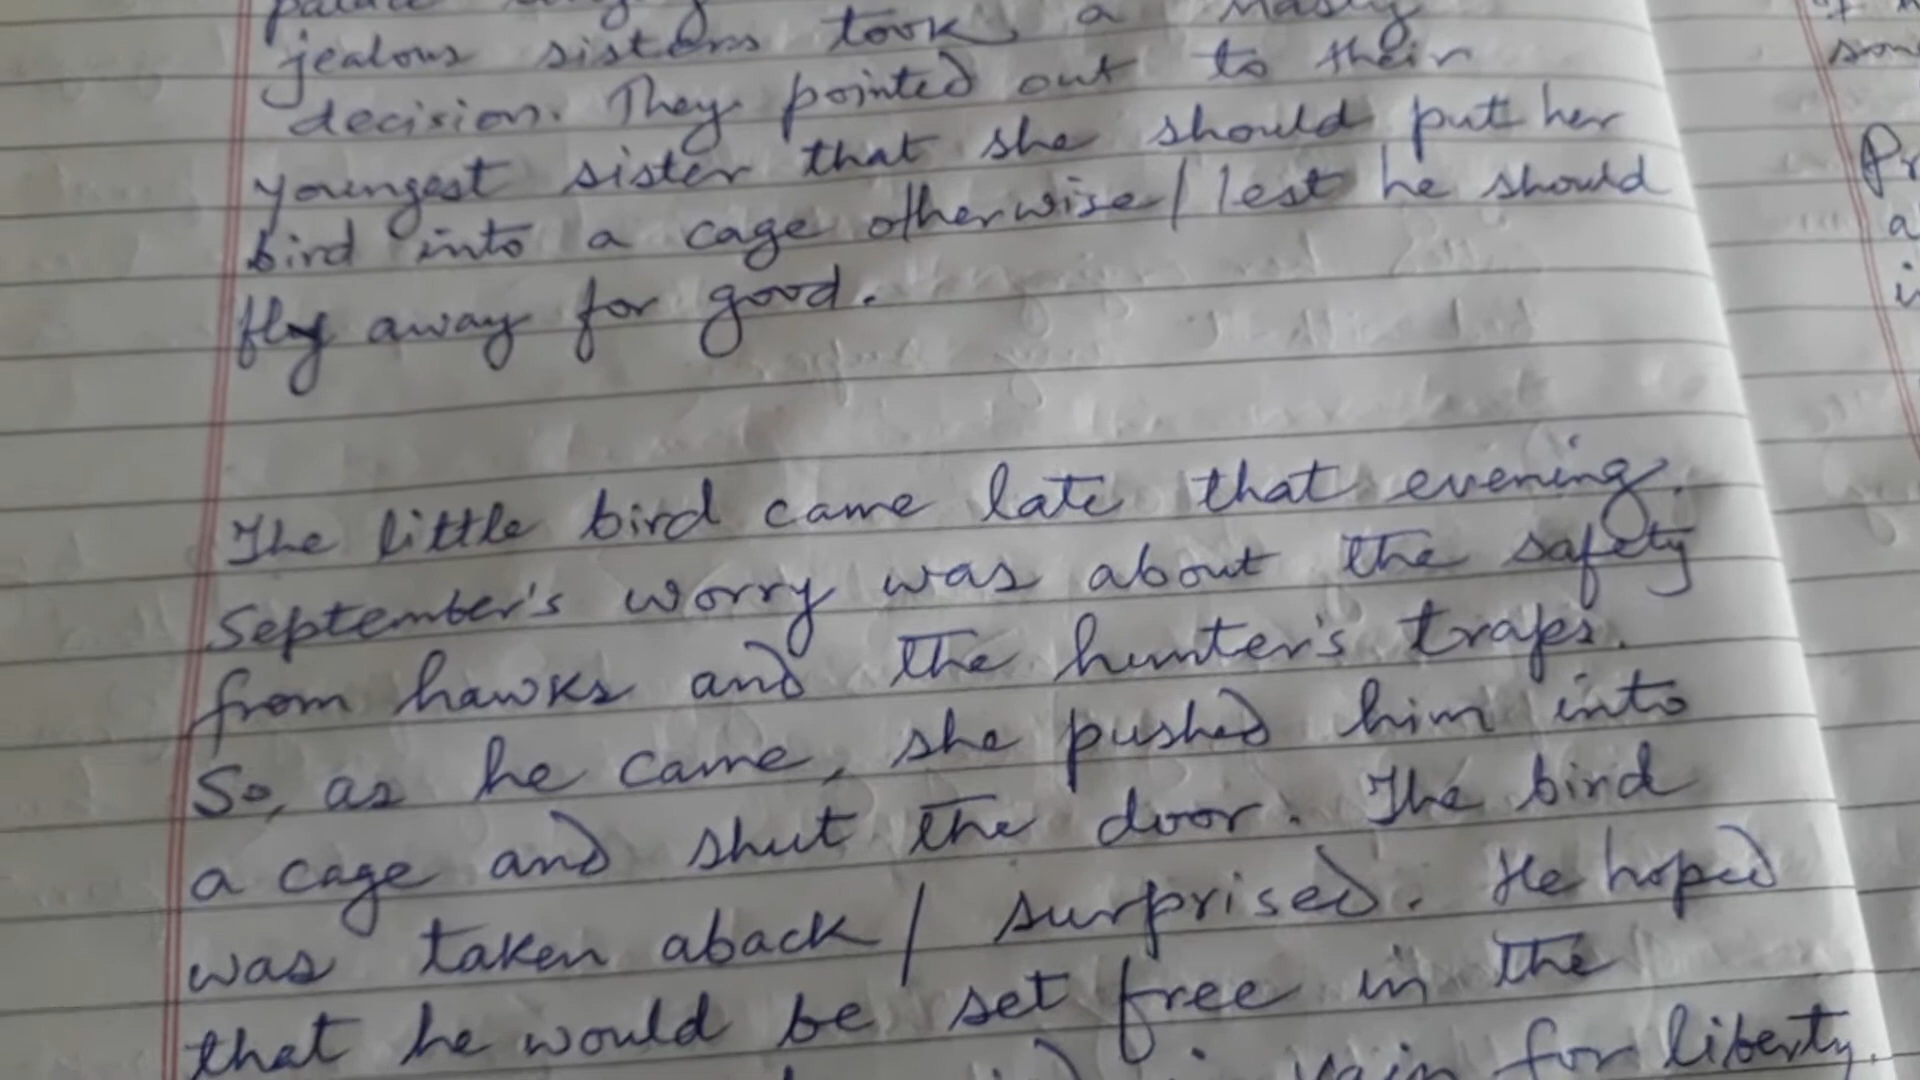 jealous sisters took a
decision. They pointed out to their
youngest sister that she should put her
bird into a cage otherwise/ lest he should
fly away for good.
The little bird came late that evening.
September's worry was about the safety
from hawks and the hunter's traps.
So, as he came, she pushed him into
a cage and shut the door. The bird
was taken aback / surprised. He hoped
that he would be set free in the
vain for liberty.